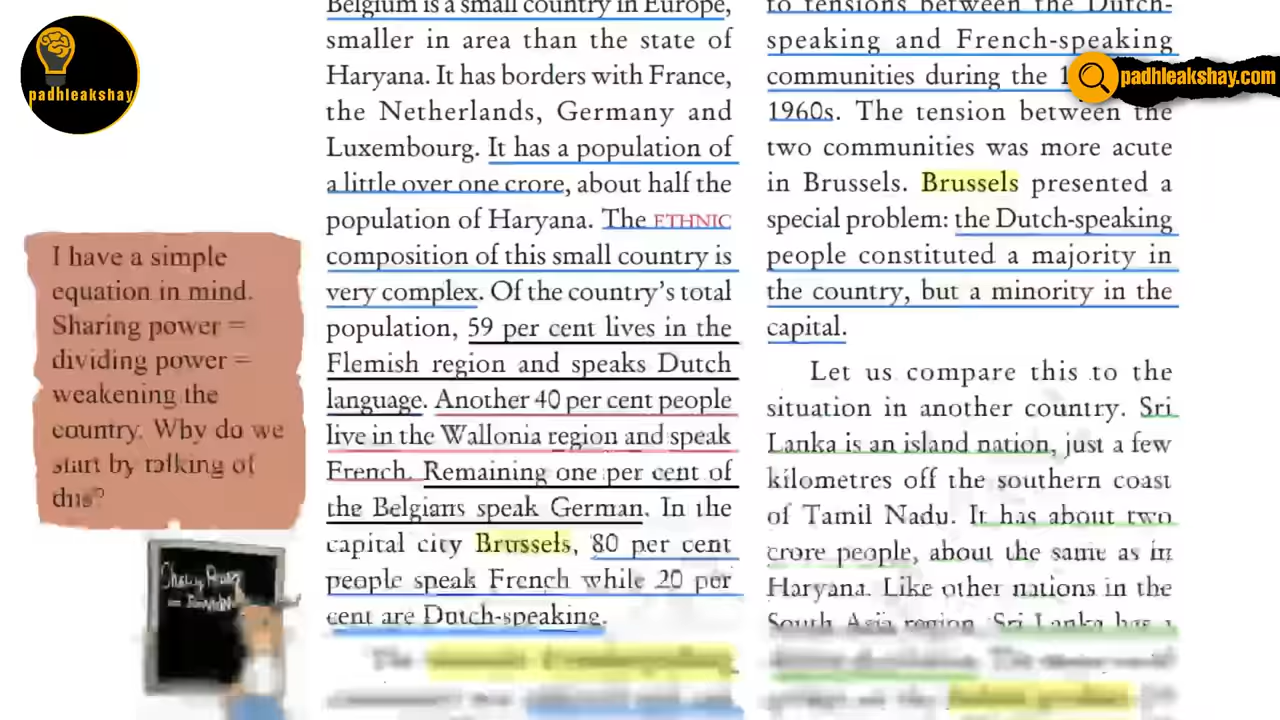 padhleakshay
padhleakshay.com
I have a simple
equation in mind.
Sharing power =
dividing power =
weakening the
country. Why do we
start by talking of
this?
Belgium is a small country in Europe,
smaller in area than the state of
Haryana. It has borders with France,
the Netherlands, Germany and
Luxembourg. It has a population of
a little over one crore, about half the
population of Haryana. The ETHNIC
composition of this small country is
very complex. Of the country's total
population, 59 per cent lives in the
Flemish region and speaks Dutch
language. Another 40 per cent people
live in the Wallonia region and speak
French. Remaining one per cent of
the Belgians speak German. In the
capital city Brussels, 80 per cent
people speak French while 20 per
cent are Dutch-speaking.
The
to tensions between the Dutch-
speaking and French-speaking
communities during the
1960s. The tension between the
two communities was more acute
in Brussels. Brussels presented a
special problem: the Dutch-speaking
people constituted a majority in
the country, but a minority in the
capital.
Let us compare this to the
situation in another country. Sri
Lanka is an island nation, just a few
kilometres off the southern coast
of Tamil Nadu. It has about two
crore people, about the same as in
Haryana. Like other nations in the
South Asia region, Sri Lanka has a